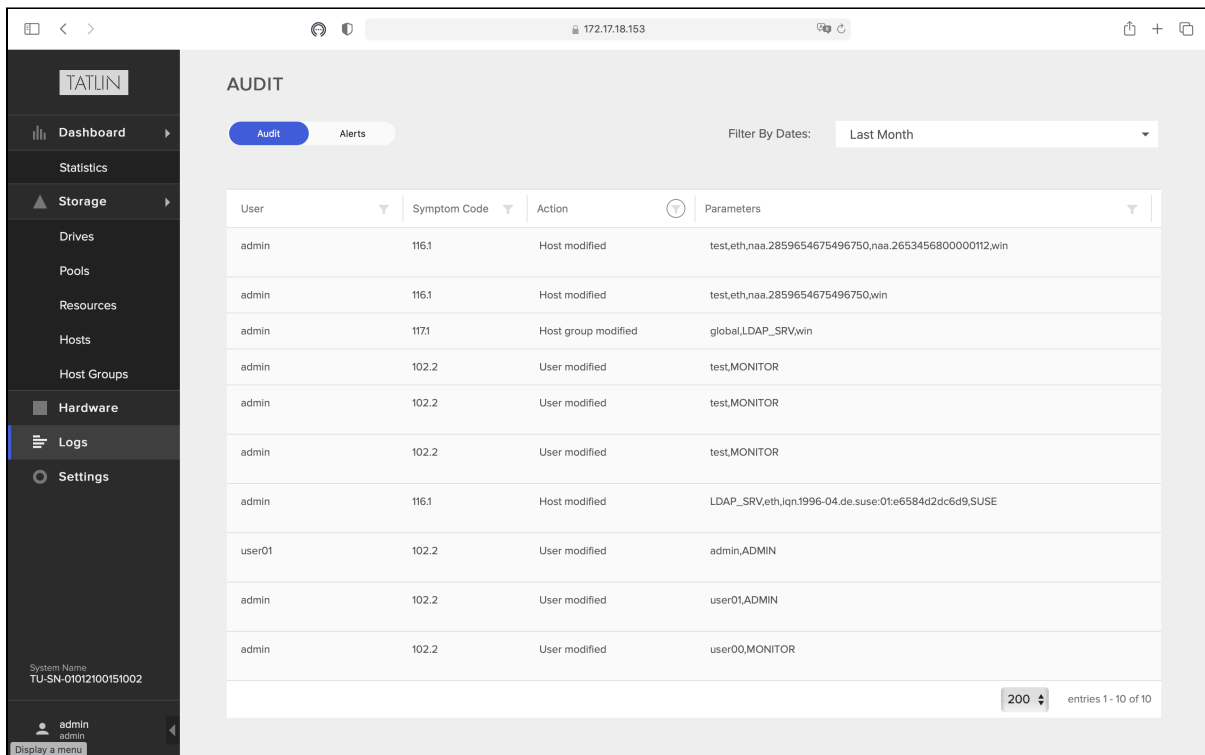 172.17.18.153
TATLIN
Dashboard
Statistics
Storage
Drives
Pools
Resources
Hosts
Host Groups
Hardware
Logs
Settings
System Name
TU-SN-01012100151002
admin
admin
Display a menu
AUDIT
Audit Alerts
Filter By Dates: Last Month
User Symptom Code Action Parameters
admin 116.1 Host modified test,eth,naa.2859654675496750,naa.2653456800000112,win
admin 116.1 Host modified test,eth,naa.2859654675496750,win
admin 117.1 Host group modified global,LDAP_SRV,win
admin 102.2 User modified test,MONITOR
admin 102.2 User modified test,MONITOR
admin 102.2 User modified test,MONITOR
admin 116.1 Host modified LDAP_SRV,eth,iqn.1996-04.de.suse:01:e6584d2dc6d9,SUSE
user01 102.2 User modified admin,ADMIN
admin 102.2 User modified user01,ADMIN
admin 102.2 User modified user00,MONITOR
200 entries 1 - 10 of 10